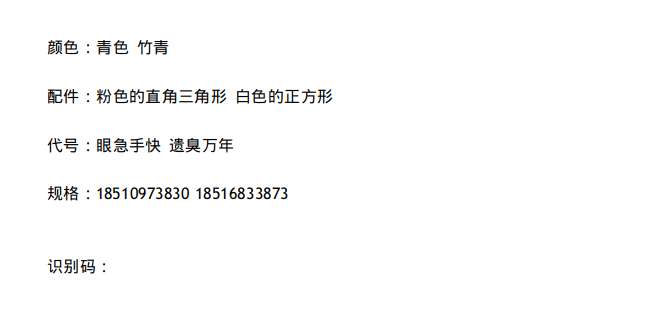 颜色：青色 竹青
配件：粉色的直角三角形 白色的正方形
代号：眼急手快 遗臭万年
规格：18510973830 18516833873
识别码：